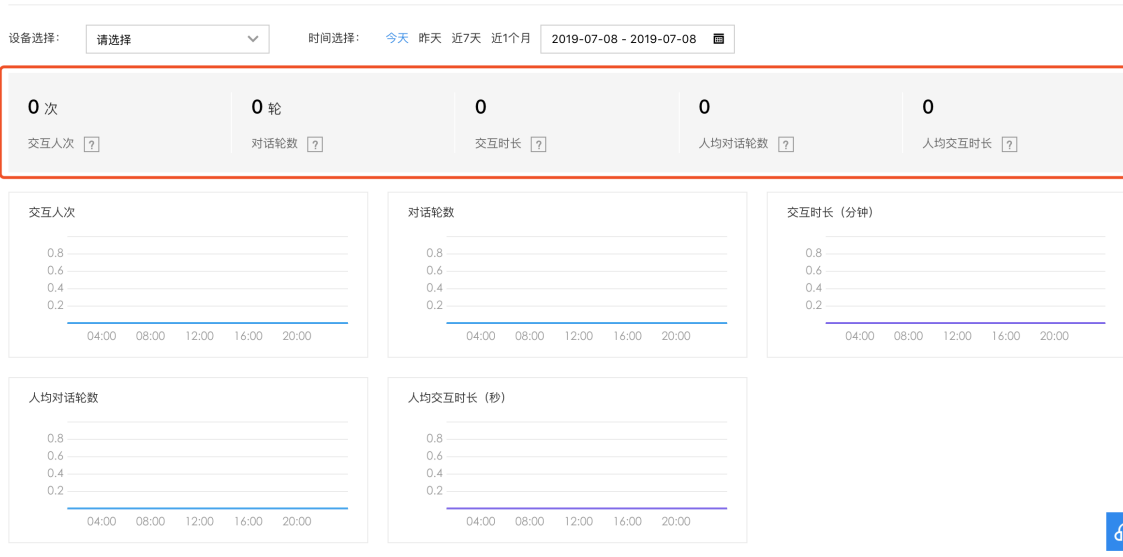 设备选择： 请选择 时间选择： 今天 昨天 近7天 近1个月 2019-07-08 - 2019-07-08
0 次 0 轮 0 0 0
交互人次 ? 对话轮数 ? 交互时长 ? 人均对话轮数 ? 人均交互时长 ?
交互人次 对话轮数 交互时长（分钟）
0.8 0.8 0.8
0.6 0.6 0.6
0.4 0.4 0.4
0.2 0.2 0.2
04:00 08:00 12:00 16:00 20:00 04:00 08:00 12:00 16:00 20:00 04:00 08:00 12:00 16:00 20:00
人均对话轮数 人均交互时长（秒）
0.8 0.8
0.6 0.6
0.4 0.4
0.2 0.2
04:00 08:00 12:00 16:00 20:00 04:00 08:00 12:00 16:00 20:00